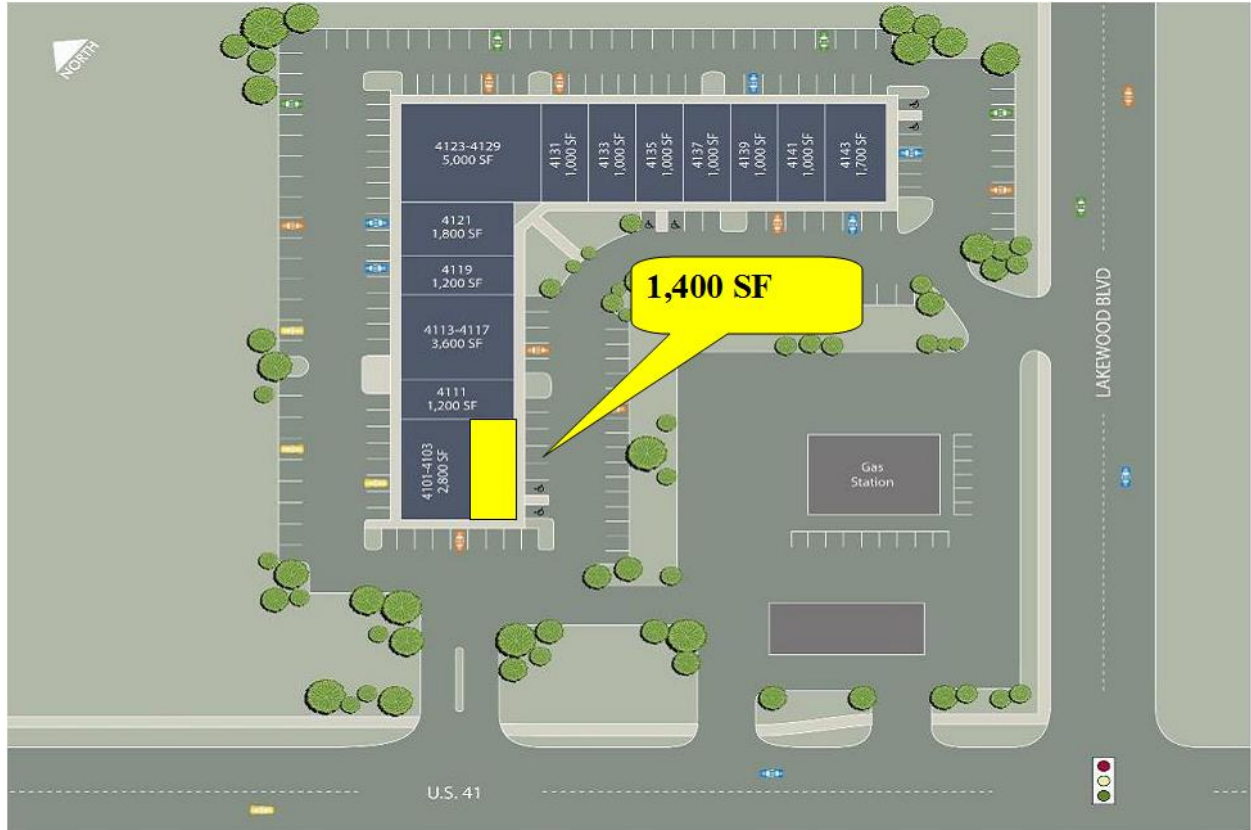 NORTH
4123-4129
5,000 SF
4131
1,000 SF
4133
1,000 SF
4135
1,000 SF
4137
1,000 SF
4139
1,000 SF
4141
1,000 SF
4143
1,700 SF
4121
1,800 SF
4119
1,200 SF
1,400 SF
4113-4117
3,600 SF
4111
1,200 SF
4101-4103
2,800 SF
LAKEWOOD BLVD
Gas
Station
U.S. 41